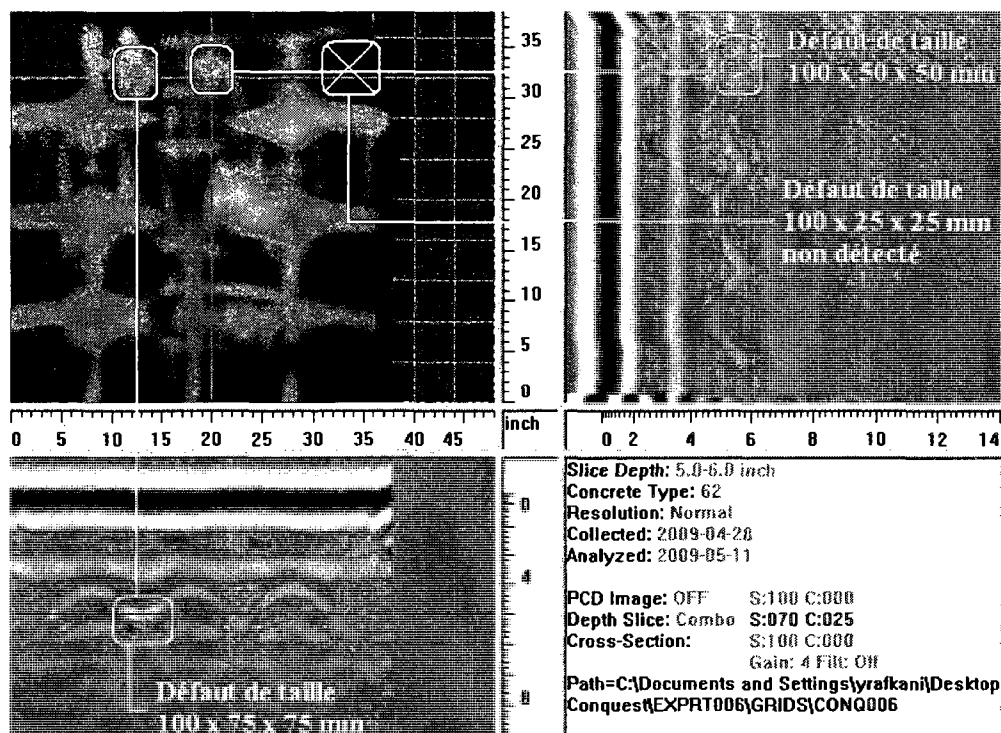 35
30
25
20
15
10
5
0
Défaut de taille
100 x 50 x 50 mm
Défaut de taille
100 x 25 x 25 mm
non détecté
0 5 10 15 20 25 30 35 40 45
inch
0 2 4 6 8 10 12 14
0
4
8
Défaut de taille
100 x 75 x 75 mm
Slice Depth: 5.0-6.0 inch
Concrete Type: 62
Resolution: Normal
Collected: 2009-04-28
Analyzed: 2009-05-11
PCD Image: OFF S:100 C:000
Depth Slice: Combo S:070 C:025
Cross-Section: S:100 C:000
Gain: 4 Filt: Off
Path=C:\Documents and Settings\yrafkani\Desktop
Conquest\EXPRT006\GRIDS\CONQ006